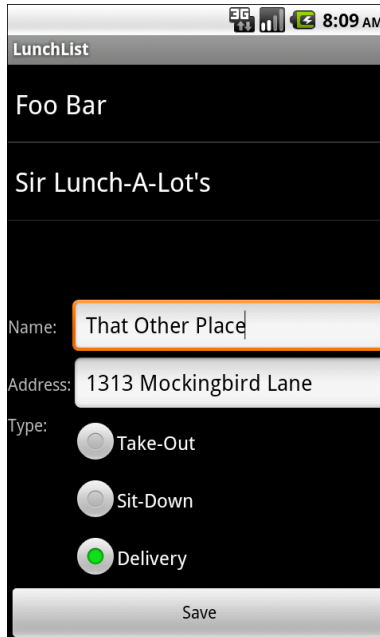 3G 8:09 AM
LunchList
Foo Bar
Sir Lunch-A-Lot's
Name: That Other Place
Address: 1313 Mockingbird Lane
Type:
Take-Out
Sit-Down
Delivery
Save